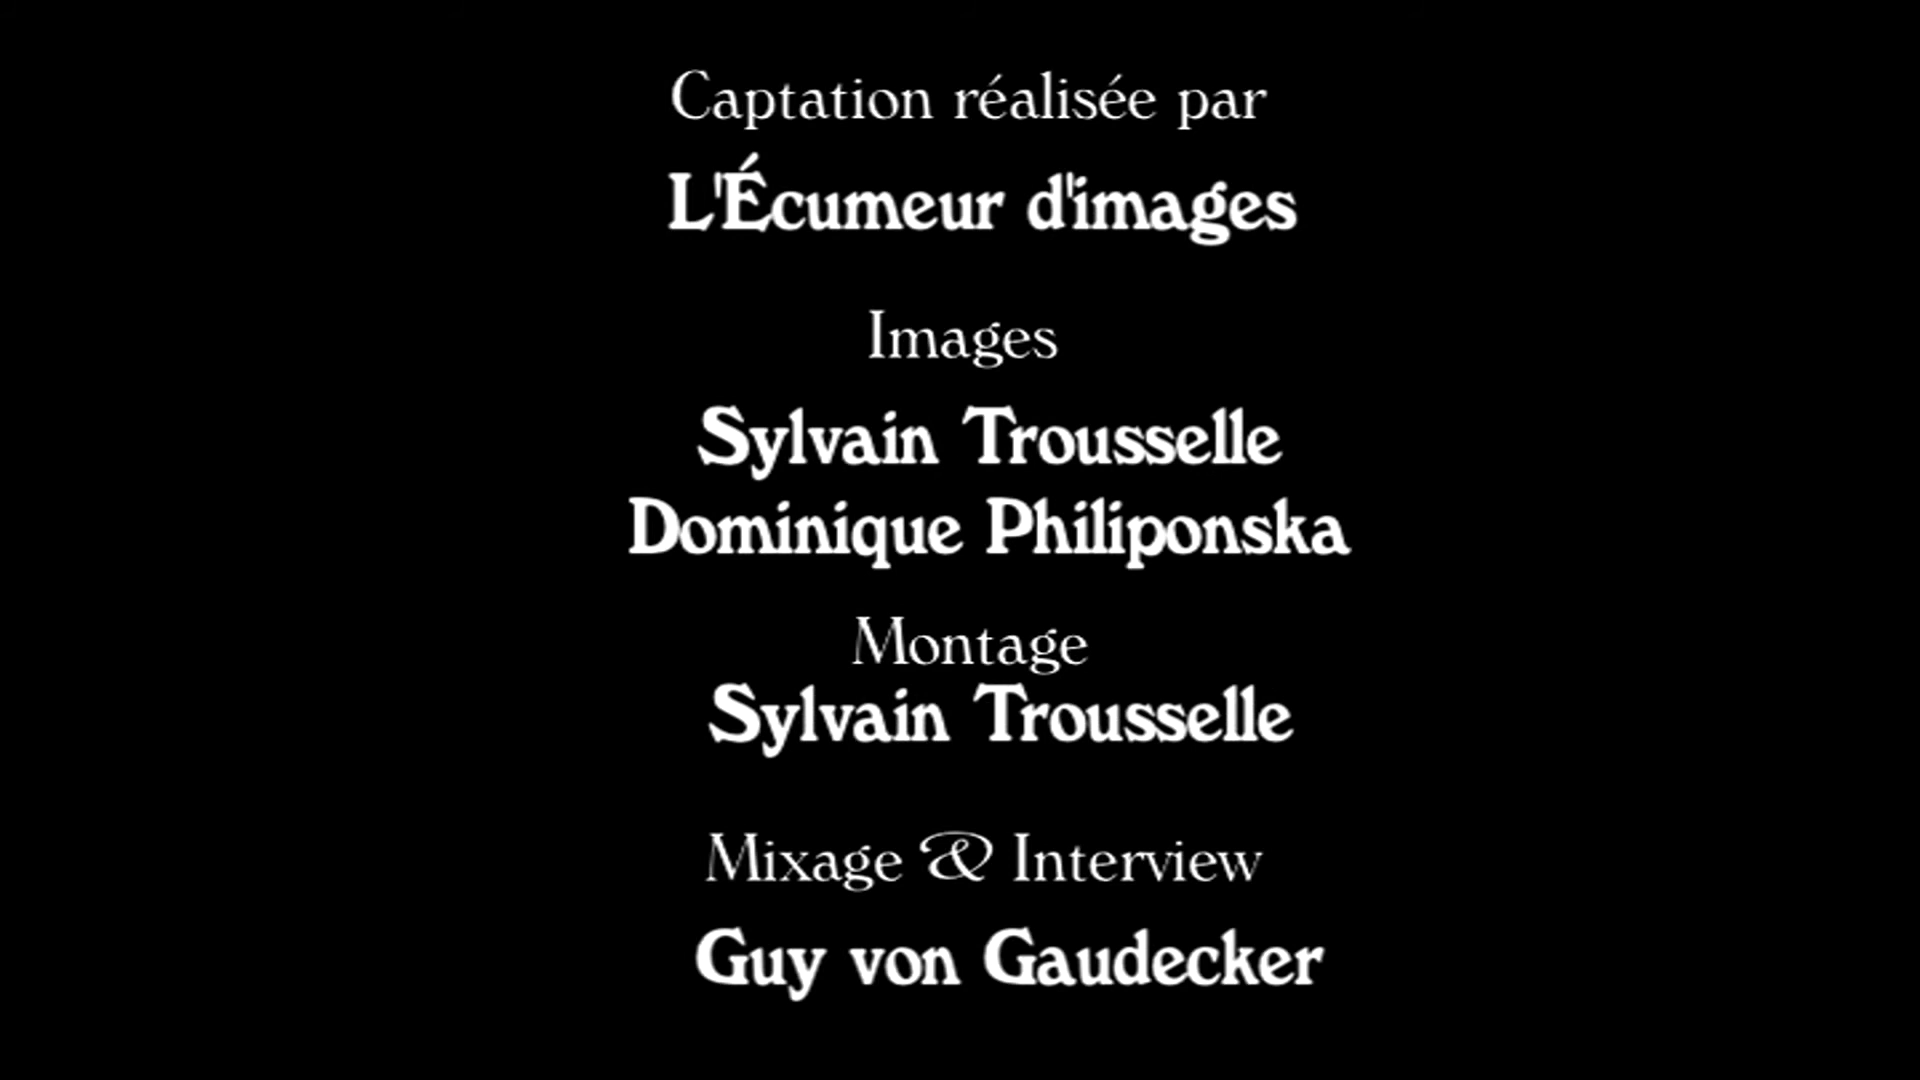 Captation réalisée par
L'Écumeur d'images
Images
Sylvain Trousselle
Dominique Philiponska
Montage
Sylvain Trousselle
Mixage & Interview
Guy von Gaudecker